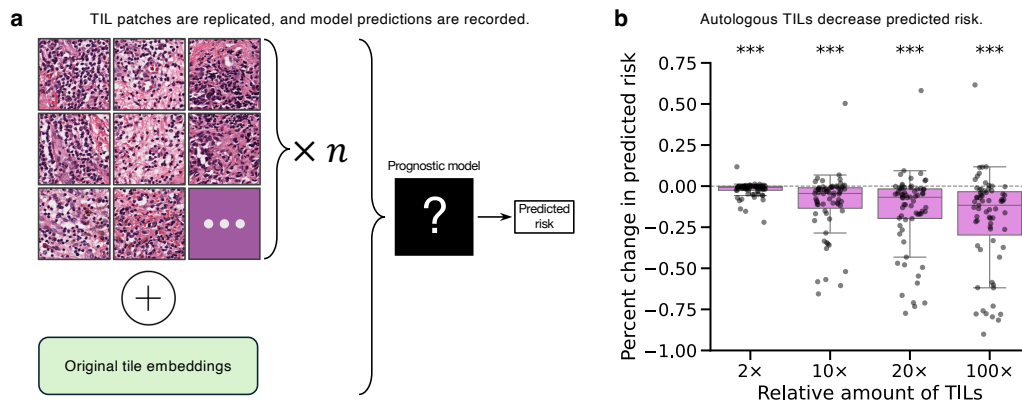 a
TIL patches are replicated, and model predictions are recorded.
× n
Prognostic model
?
Predicted
risk
+
Original tile embeddings
b
Autologous TILs decrease predicted risk.
*** *** *** ***
Percent change in predicted risk
0.75
0.50
0.25
0.00
−0.25
−0.50
−0.75
−1.00
2× 10× 20× 100×
Relative amount of TILs